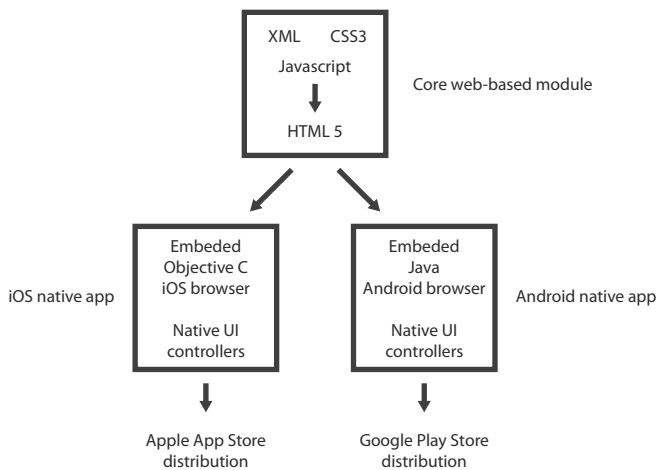 XML CSS3
Javascript
HTML 5
Core web-based module
iOS native app
Embeded
Objective C
iOS browser
Native UI
controllers
Embeded
Java
Android browser
Native UI
controllers
Android native app
Apple App Store
distribution
Google Play Store
distribution